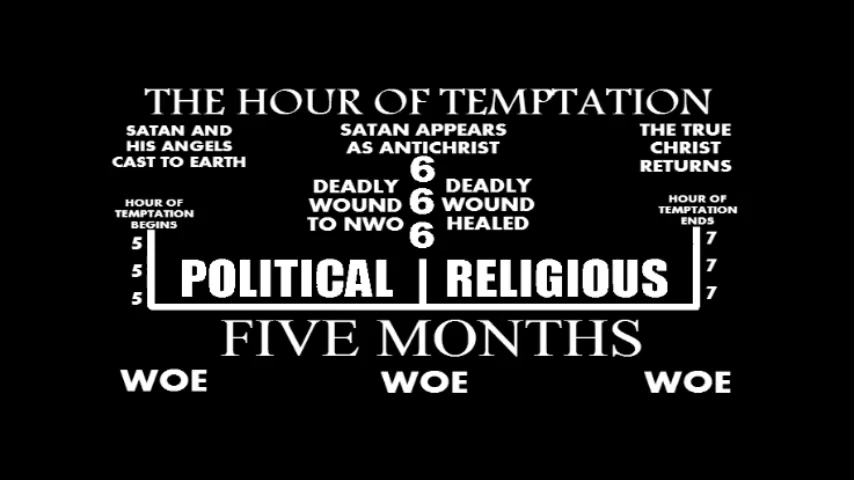 THE HOUR OF TEMPTATION
SATAN AND
HIS ANGELS
CAST TO EARTH
SATAN APPEARS
AS ANTICHRIST
THE TRUE
CHRIST
RETURNS
6
6
6
DEADLY
WOUND
TO NWO
DEADLY
WOUND
HEALED
HOUR OF
TEMPTATION
BEGINS
HOUR OF
TEMPTATION
ENDS
5
5
5
7
7
7
POLITICAL
RELIGIOUS
FIVE MONTHS
WOE
WOE
WOE